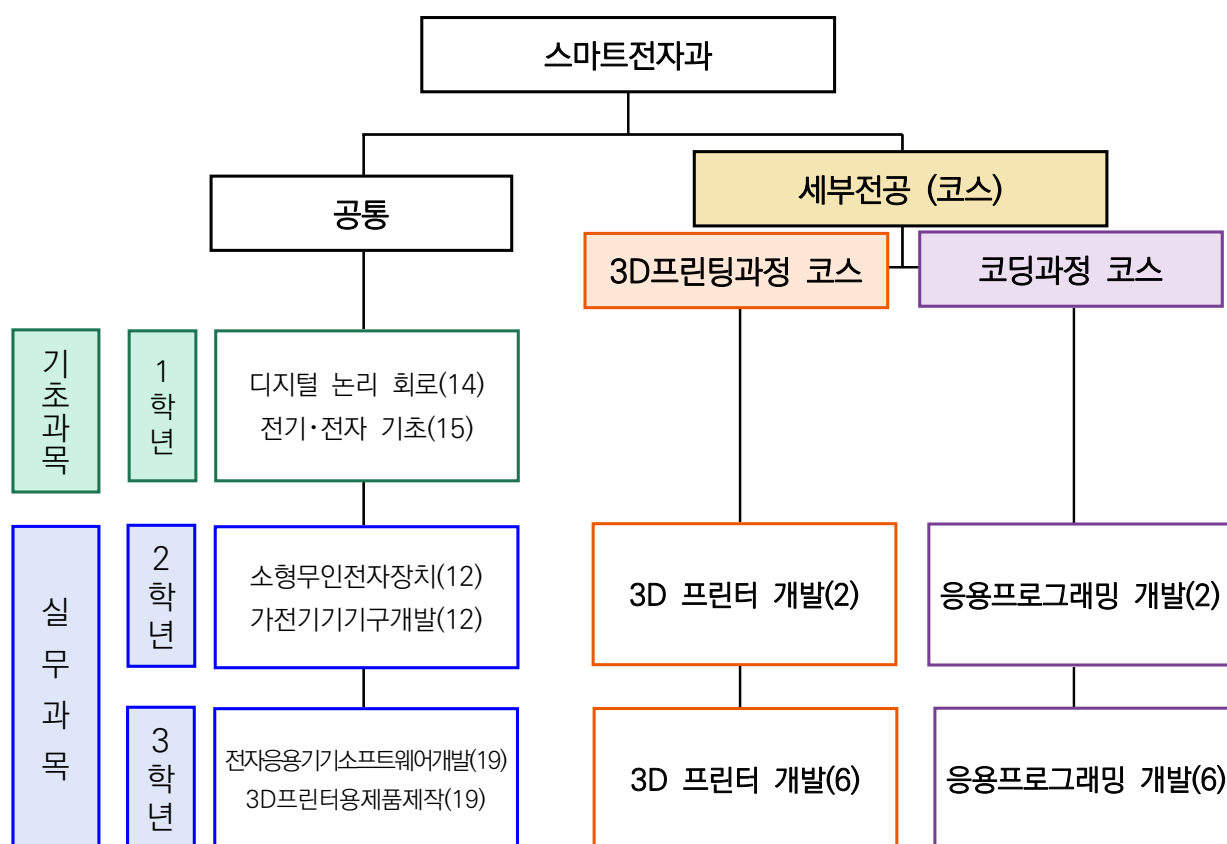 스마트전자과
세부전공 (코스)
공통
3D프린팅과정 코스
코딩과정 코스
기초과목
1학년
디지털 논리 회로(14)
전기·전자 기초(15)
실무과목
2학년
소형무인전자장치(12)
가전기기기구개발(12)
3D 프린터 개발(2)
응용프로그래밍 개발(2)
3학년
전자응용기기소프트웨어개발(19)
3D프린터용제품제작(19)
3D 프린터 개발(6)
응용프로그래밍 개발(6)